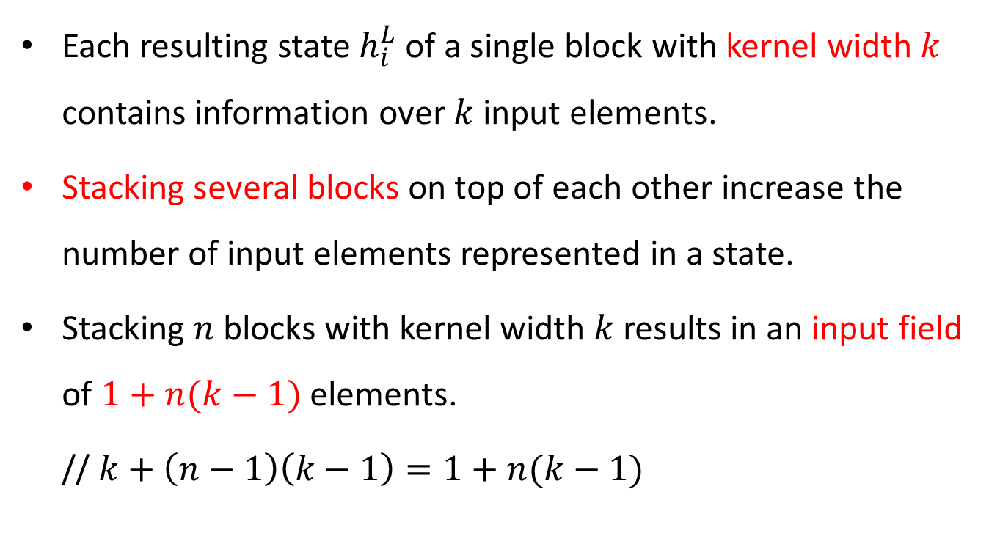 • Each resulting state $h_i^L$ of a single block with kernel width $k$
contains information over $k$ input elements.
• Stacking several blocks on top of each other increase the
number of input elements represented in a state.
• Stacking $n$ blocks with kernel width $k$ results in an input field
of $1 + n(k - 1)$ elements.
// $k + (n - 1)(k - 1) = 1 + n(k - 1)$